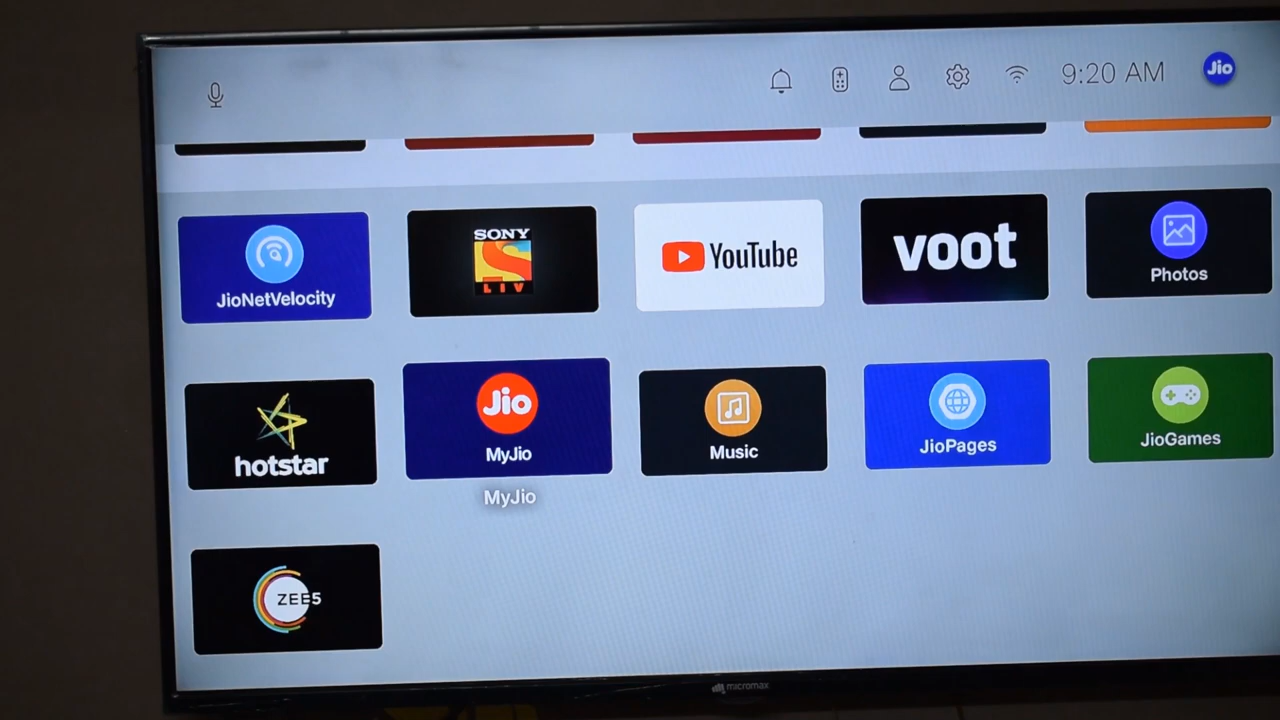 9:20 AM Jio
JioNetVelocity
SONY
S
LIV
YouTube
voot
Photos
hotstar
Jio
MyJio
MyJio
Music
JioPages
JioGames
ZEE5
micromax